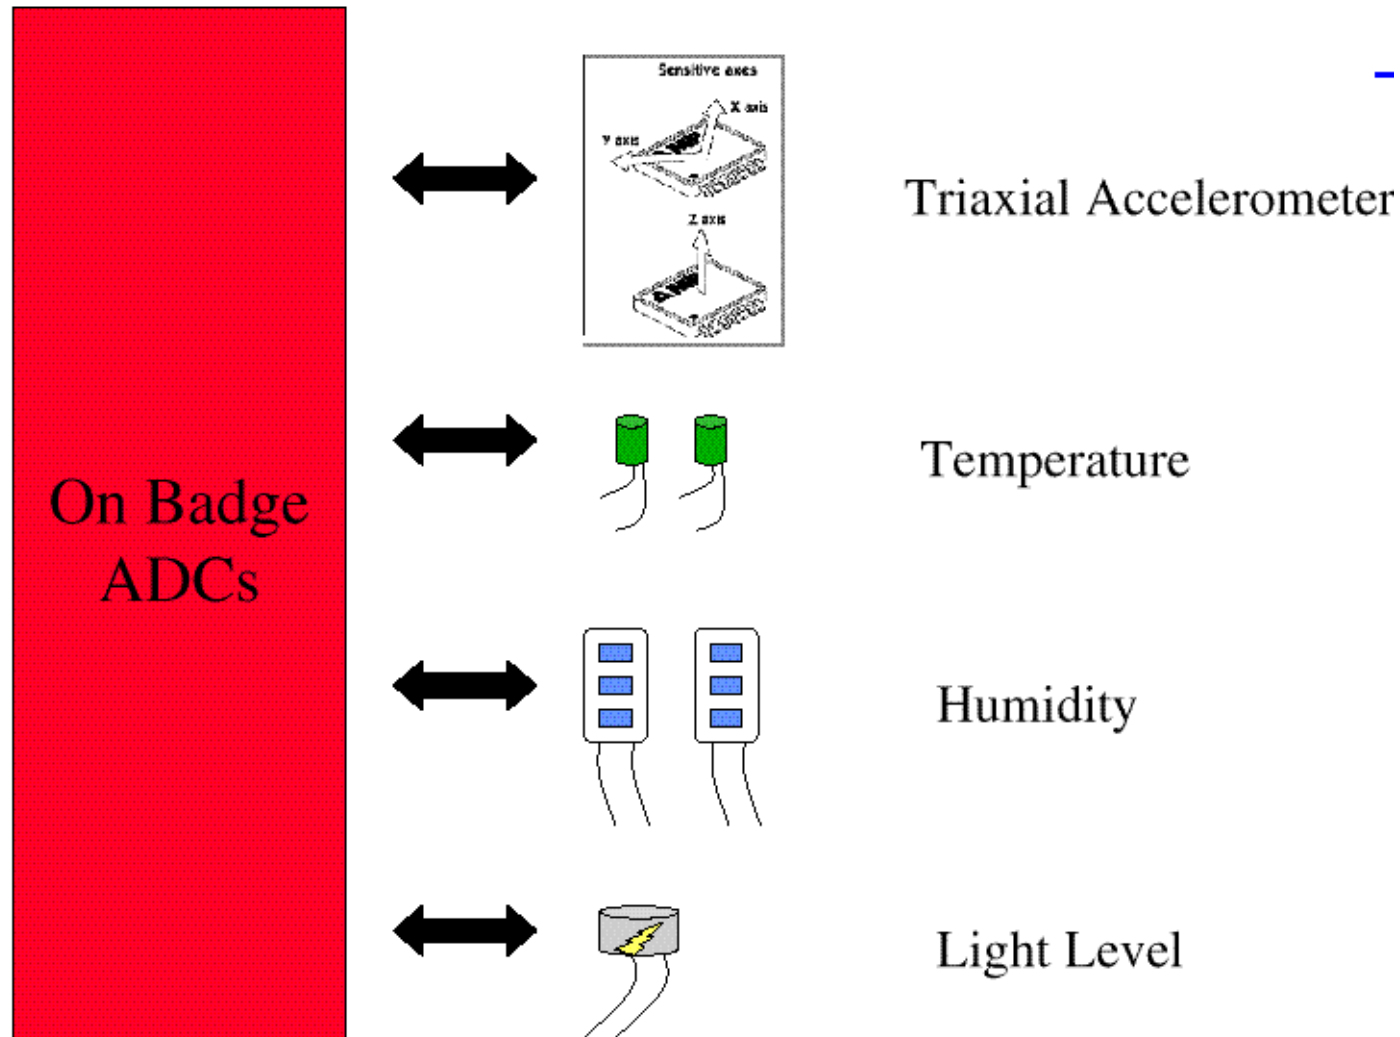 Sensitive axes
X axis
Y axis
Triaxial Accelerometer
Z axis
Temperature
On Badge
ADCs
Humidity
Light Level